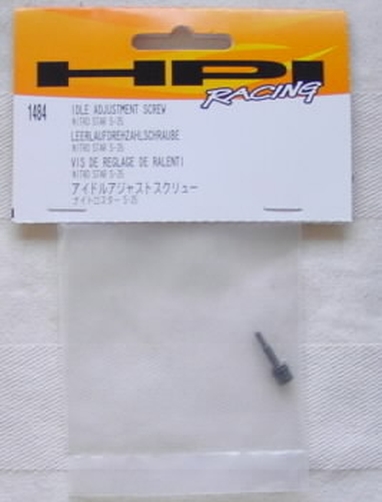 HPI
RACING
1484
IDLE ADJUSTMENT SCREW
NITRO STAR S-25
LEERLAUFDREHZAHLSCHRAUBE
NITRO STAR S-25
VIS DE REGLAGE DE RALENTI
NITRO STAR S-25
アイドルアジャストスクリュー
ナイトロスター S-25